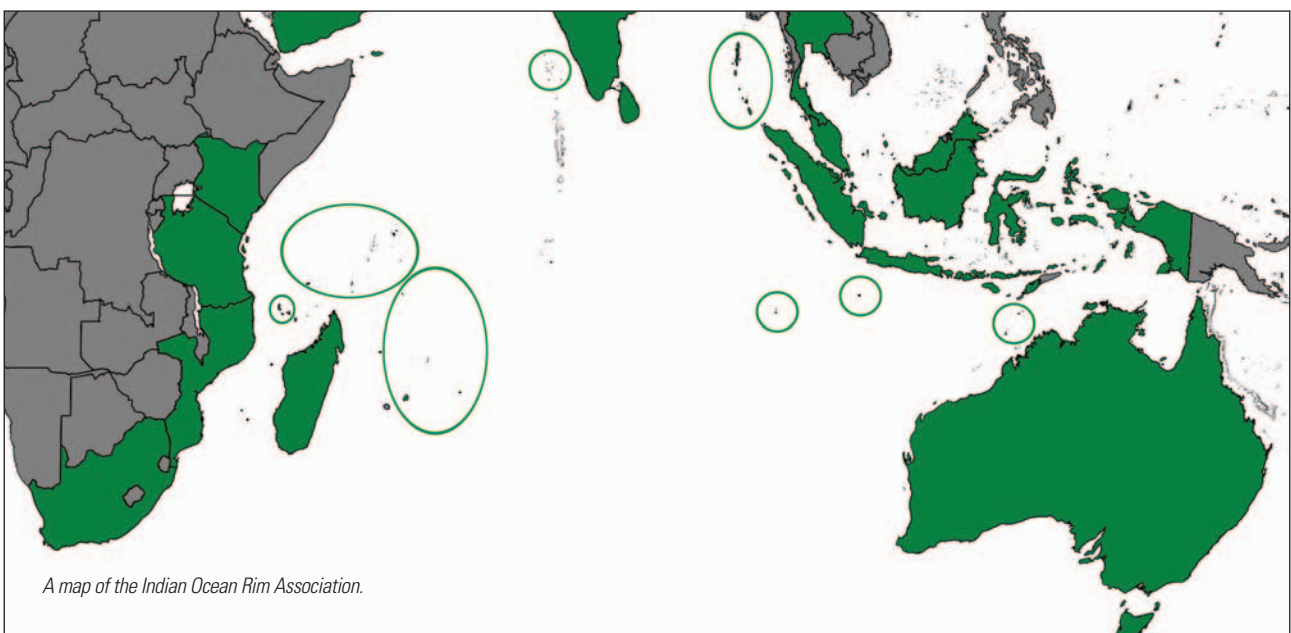 A map of the Indian Ocean Rim Association.